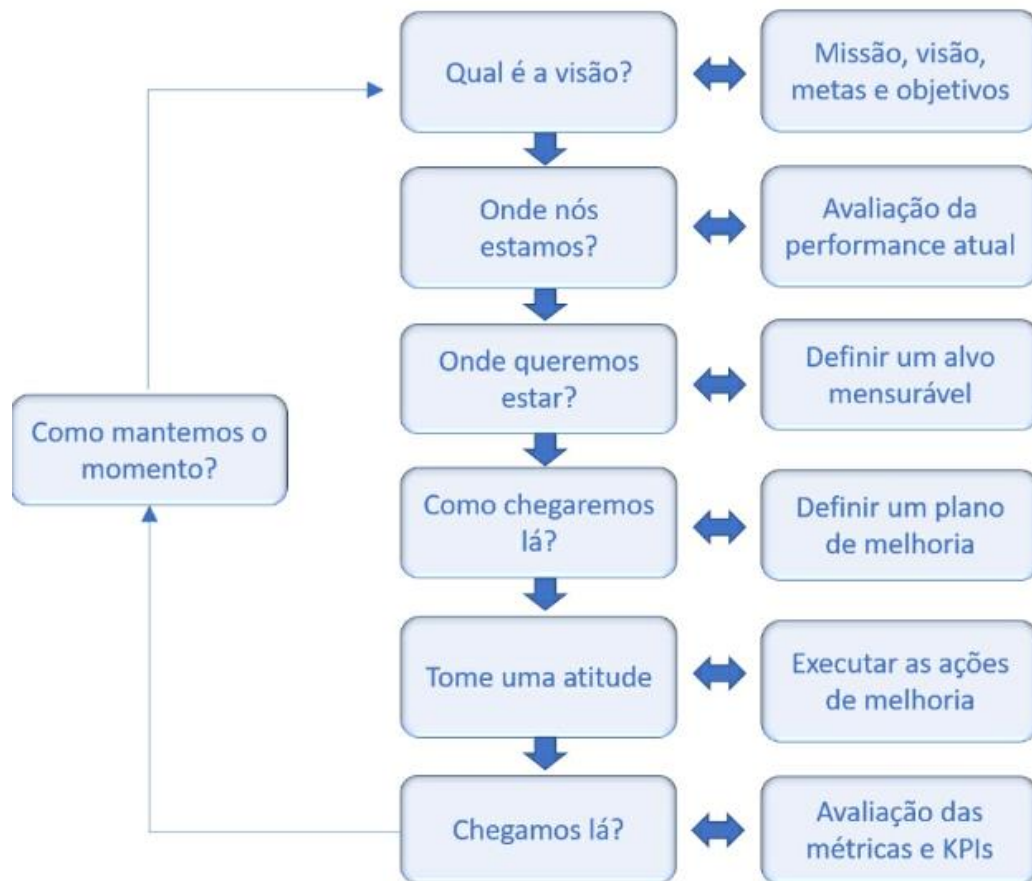 Qual é a visão?
Missão, visão,
metas e objetivos
Onde nós
estamos?
Avaliação da
performance atual
Onde queremos
estar?
Definir um alvo
mensurável
Como mantemos o
momento?
Como chegaremos
lá?
Definir um plano
de melhoria
Tome uma atitude
Executar as ações
de melhoria
Chegamos lá?
Avaliação das
métricas e KPIs